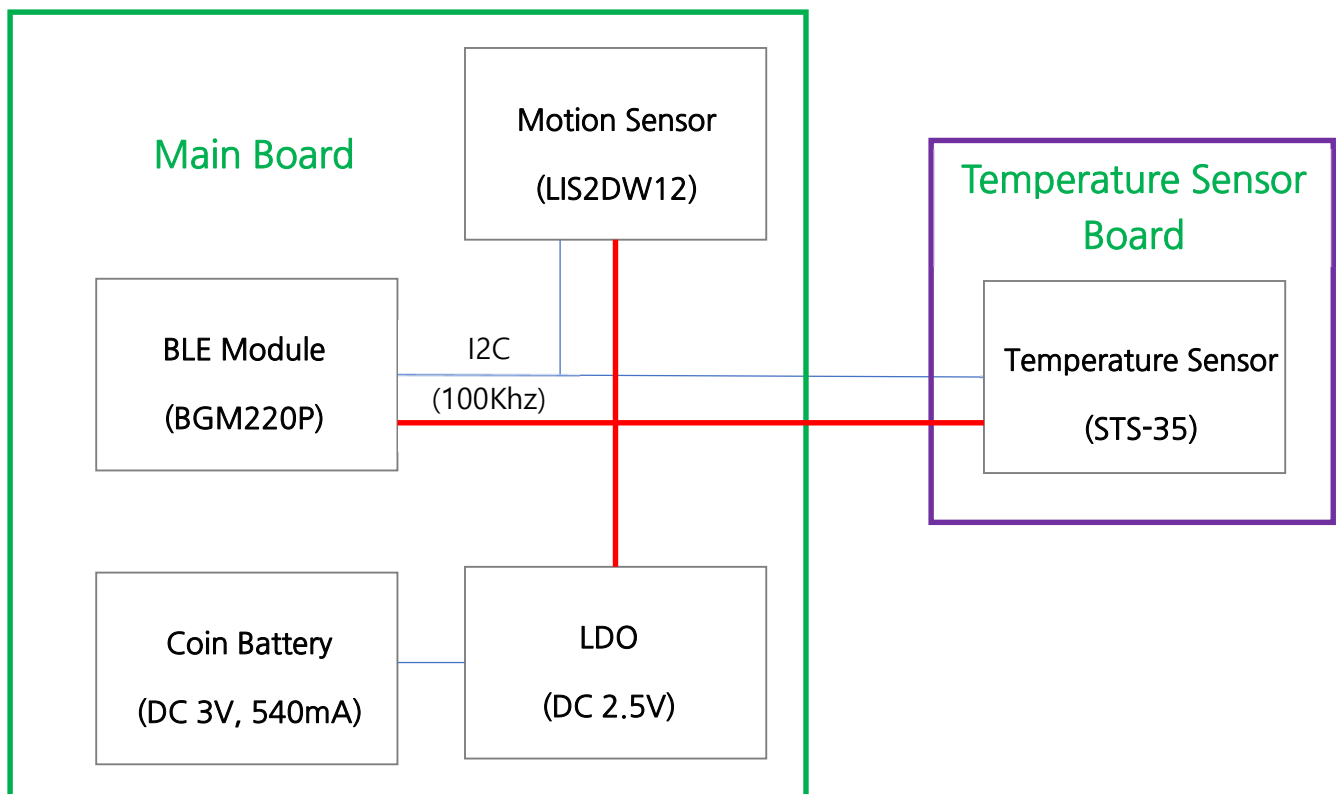 Main Board
Motion Sensor
(LIS2DW12)
Temperature Sensor
Board
BLE Module
(BGM220P)
I2C
(100Khz)
Temperature Sensor
(STS-35)
Coin Battery
(DC 3V, 540mA)
LDO
(DC 2.5V)